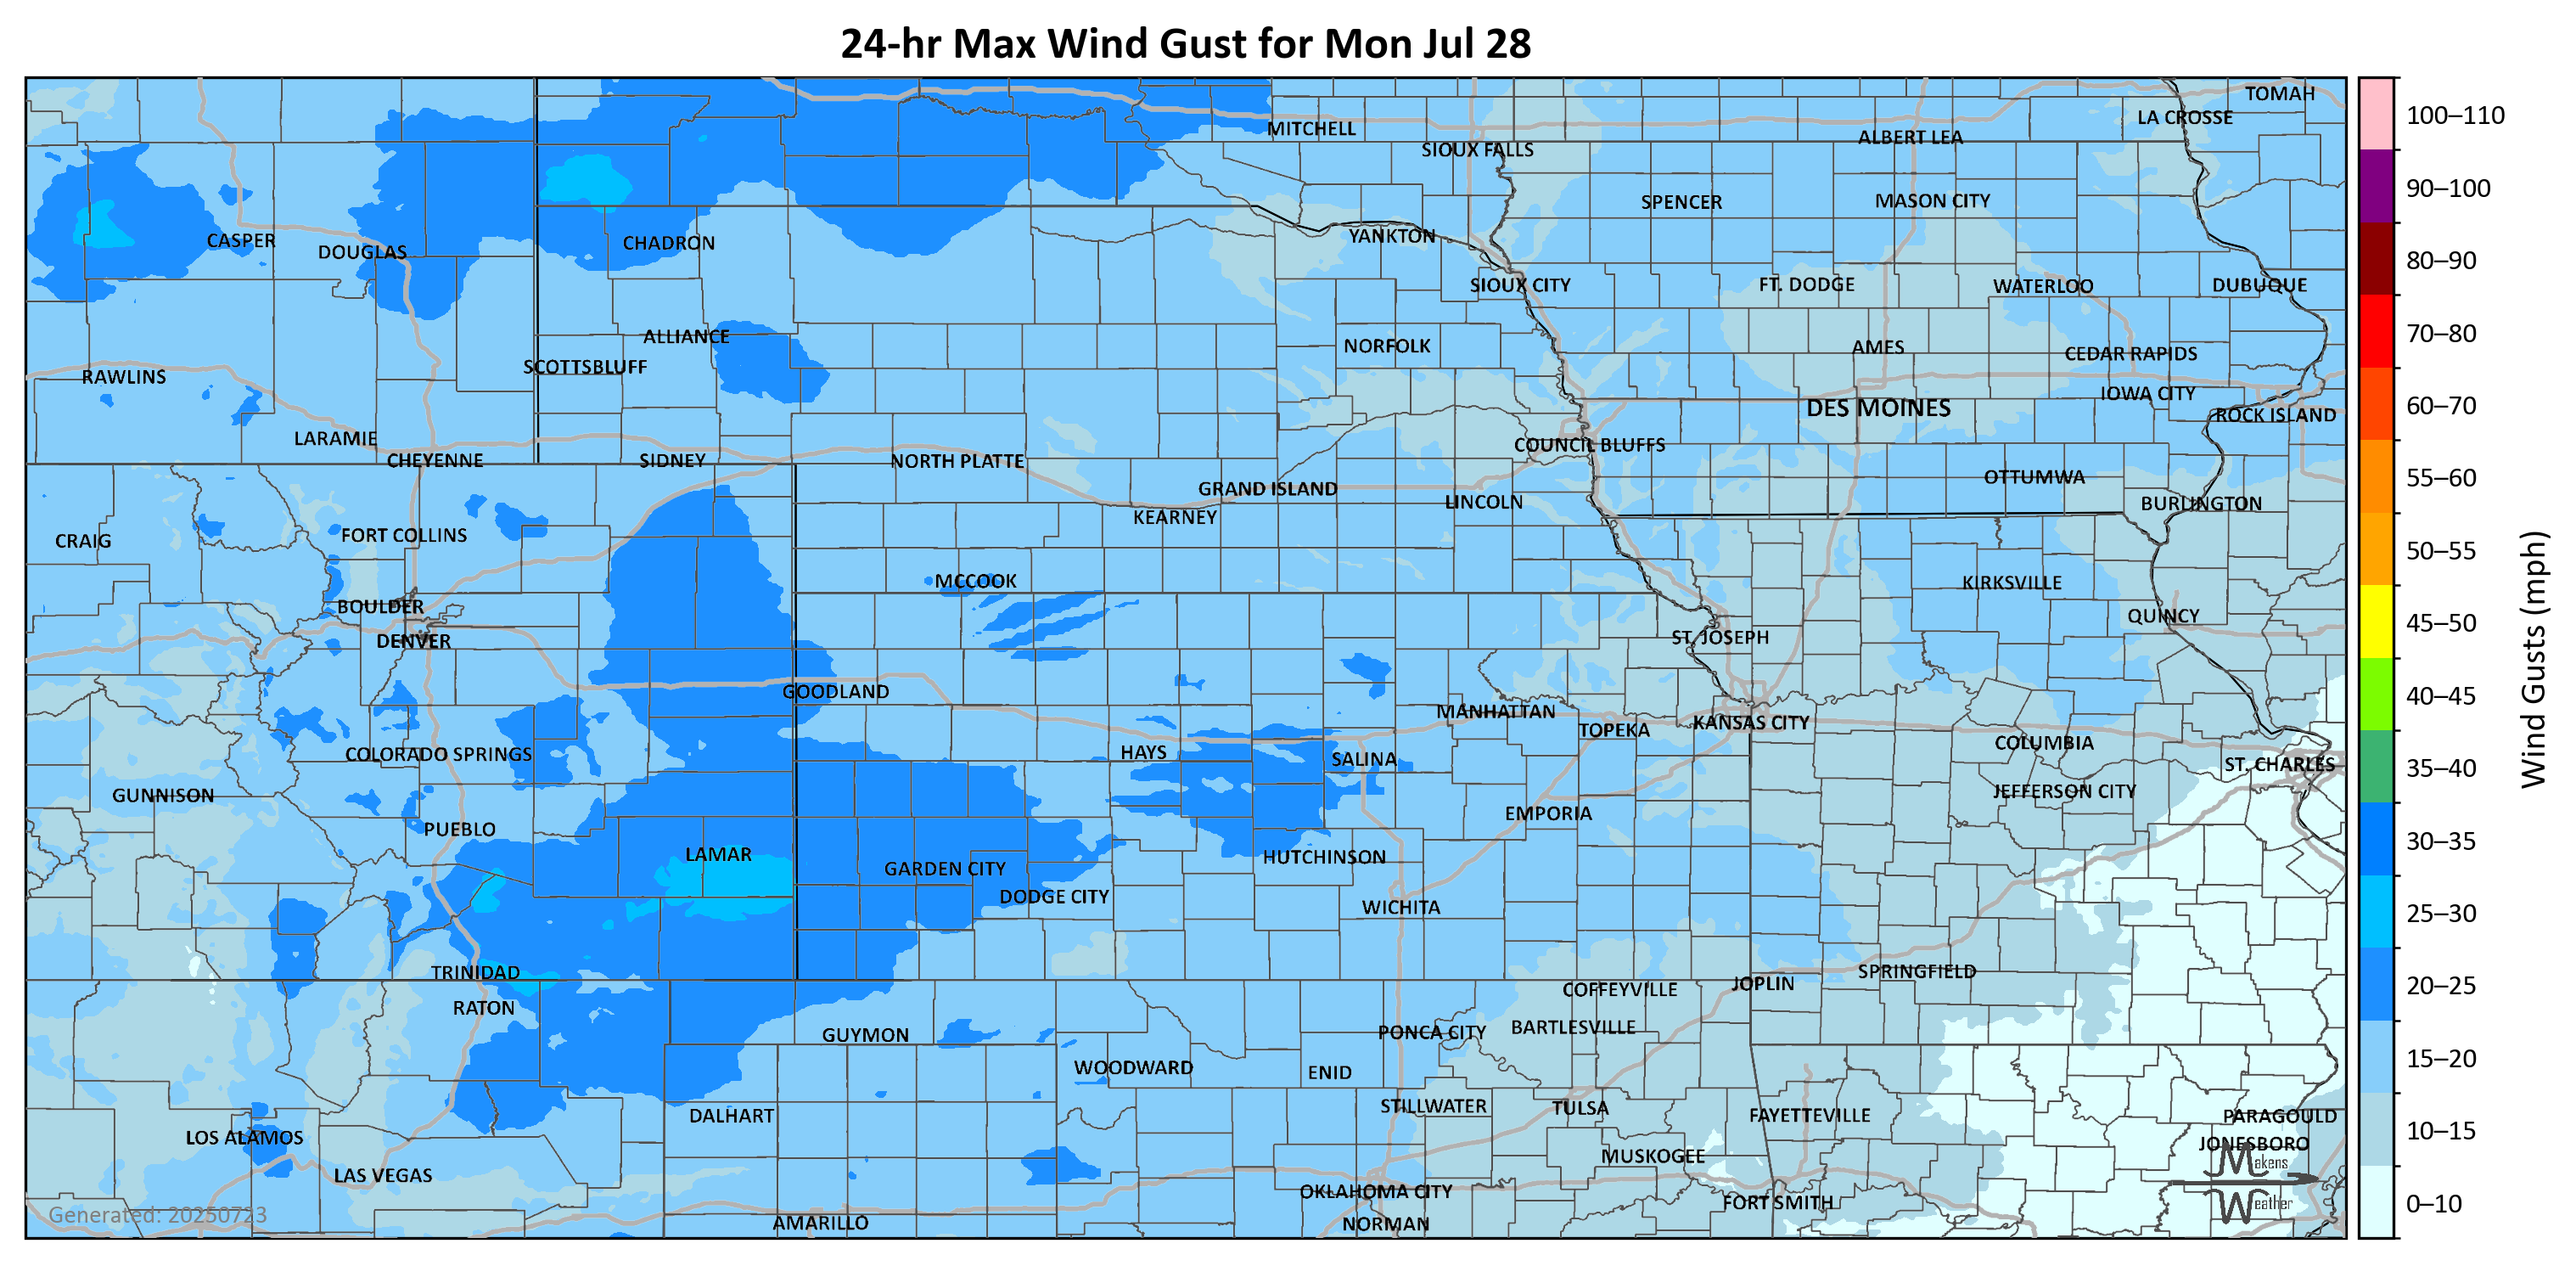 24-hr Max Wind Gust for Mon Jul 28
TOMAH
LA CROSSE
MITCHELL
ALBERT LEA
SIOUX FALLS
SPENCER
MASON CITY
CASPER
DOUGLAS
CHADRON
YANKTON
SIOUX CITY
FT. DODGE
WATERLOO
DUBUQUE
ALLIANCE
NORFOLK
AMES
CEDAR RAPIDS
SCOTTSBLUFF
RAWLINS
IOWA CITY
DES MOINES
ROCK ISLAND
LARAMIE
COUNCIL BLUFFS
CHEYENNE
SIDNEY
NORTH PLATTE
OTTUMWA
GRAND ISLAND
LINCOLN
BURLINGTON
KEARNEY
FORT COLLINS
CRAIG
MCCOOK
KIRKSVILLE
BOULDER
QUINCY
DENVER
ST. JOSEPH
GOODLAND
MANHATTAN
KANSAS CITY
TOPEKA
COLUMBIA
HAYS
COLORADO SPRINGS
SALINA
ST. CHARLES
GUNNISON
JEFFERSON CITY
EMPORIA
PUEBLO
LAMAR
HUTCHINSON
GARDEN CITY
DODGE CITY
WICHITA
TRINIDAD
SPRINGFIELD
JOPLIN
COFFEYVILLE
RATON
BARTLESVILLE
GUYMON
PONCA CITY
WOODWARD
ENID
STILLWATER
TULSA
DALHART
FAYETTEVILLE
PARAGOULD
LOS ALAMOS
JONESBORO
MUSKOGEE
LAS VEGAS
OKLAHOMA CITY
FORT SMITH
AMARILLO
NORMAN
Generated: 20250723
Makens
Weather
100–110
90–100
80–90
70–80
60–70
55–60
50–55
45–50
40–45
35–40
30–35
25–30
20–25
15–20
10–15
0–10
Wind Gusts (mph)